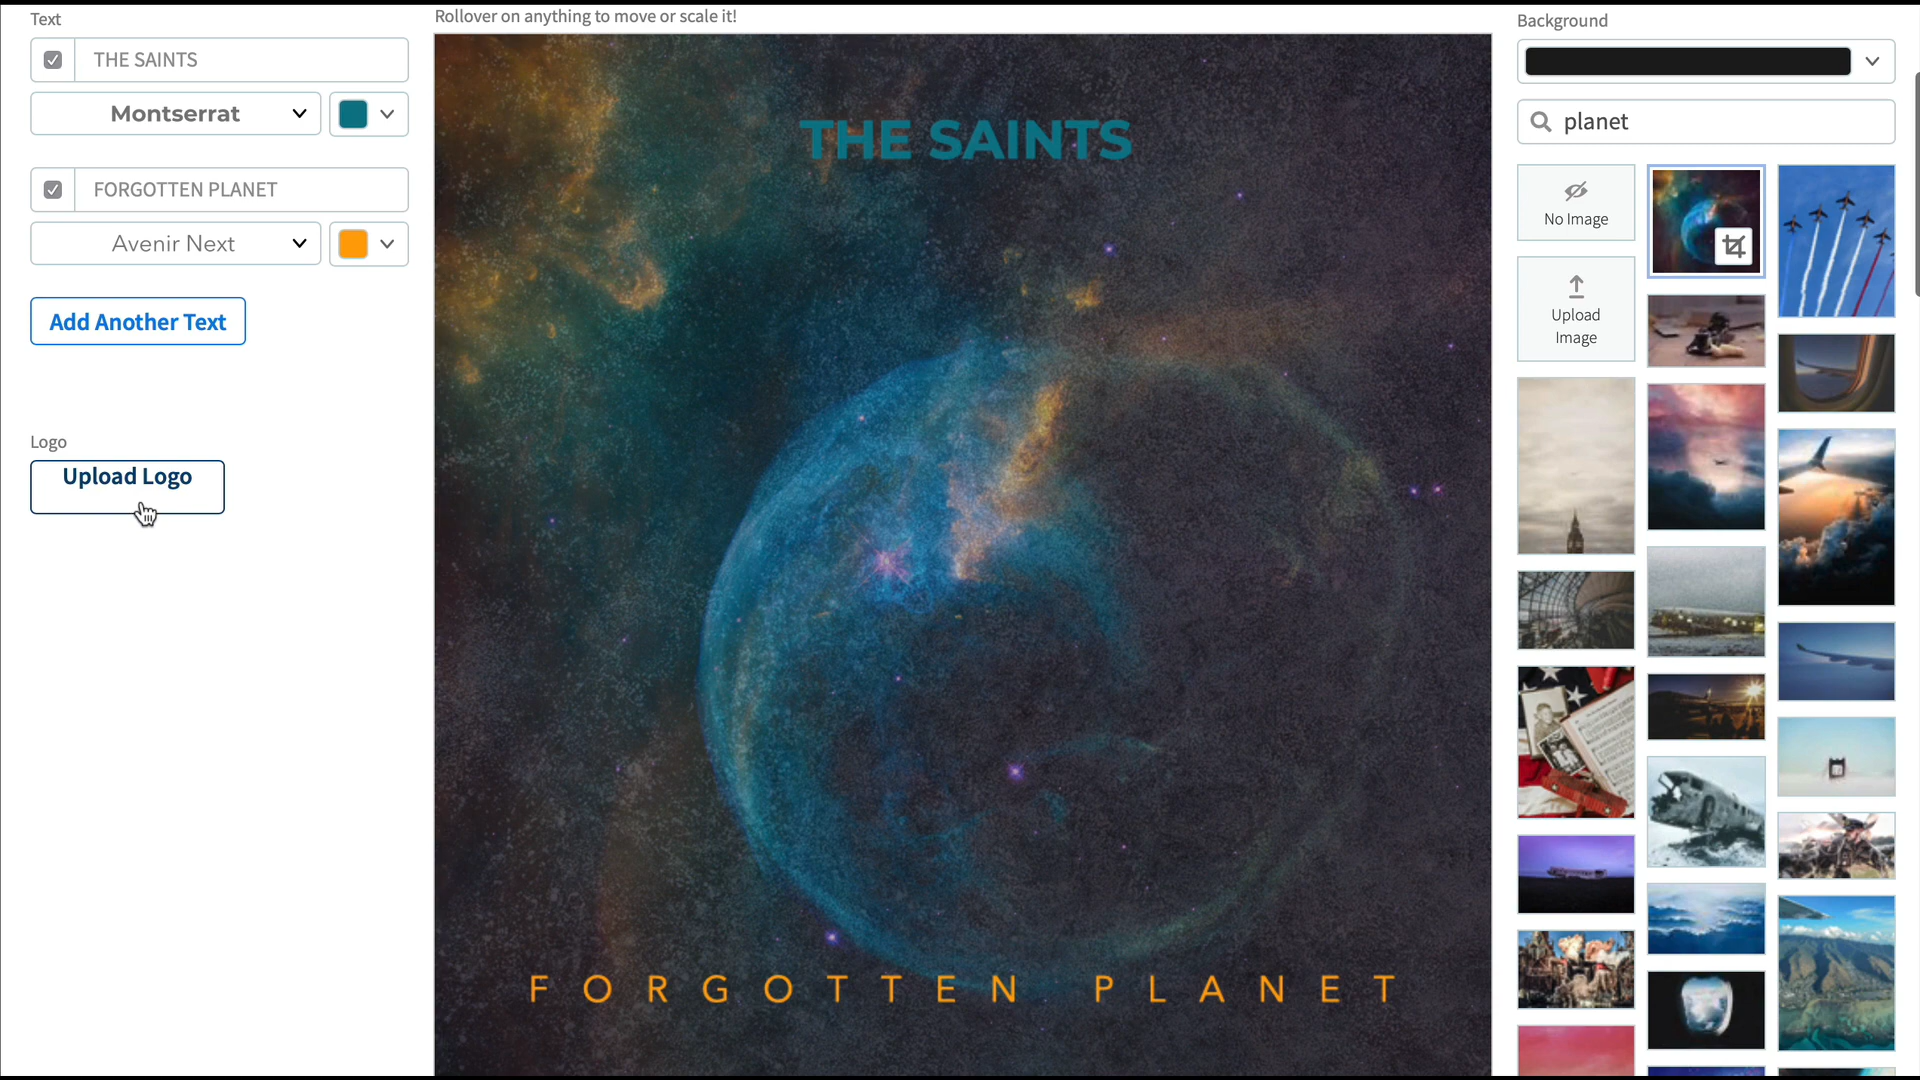 Text
THE SAINTS
Montserrat
FORGOTTEN PLANET
Avenir Next
Add Another Text
Logo
Upload Logo
Rollover on anything to move or scale it!
THE SAINTS
FORGOTTEN PLANET
Background
planet
No Image
Upload
Image